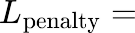 L_penalty =